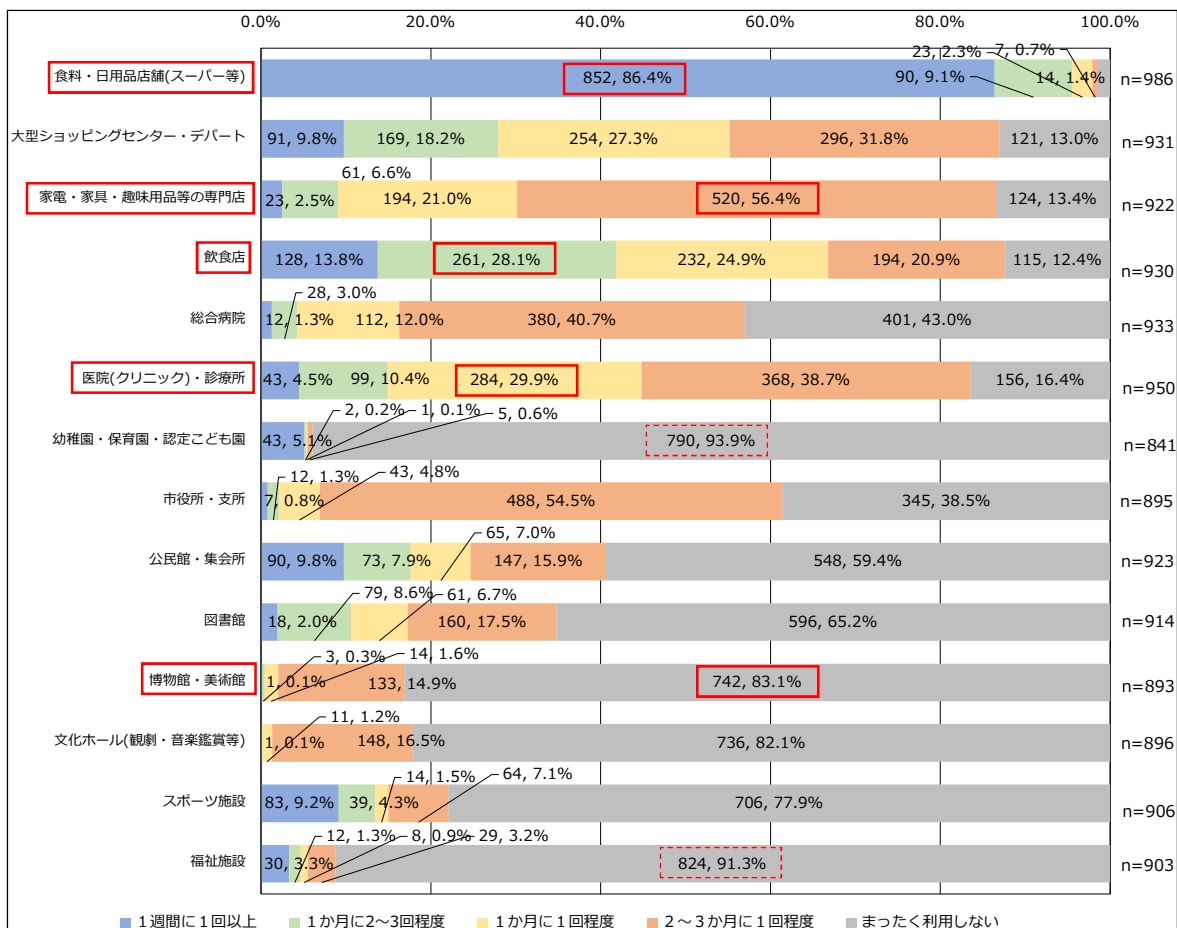 0.0% 20.0% 40.0% 60.0% 80.0% 100.0%
食料・日用品店舗(スーパー等) 852, 86.4% 90, 9.1% 23, 2.3% 7, 0.7% 14, 1.4% n=986
大型ショッピングセンター・デパート 91, 9.8% 169, 18.2% 254, 27.3% 296, 31.8% 121, 13.0% n=931
家電・家具・趣味用品等の専門店 23, 2.5% 61, 6.6% 194, 21.0% 520, 56.4% 124, 13.4% n=922
飲食店 128, 13.8% 261, 28.1% 232, 24.9% 194, 20.9% 115, 12.4% n=930
総合病院 12, 1.3% 28, 3.0% 112, 12.0% 380, 40.7% 401, 43.0% n=933
医院(クリニック)・診療所 43, 4.5% 99, 10.4% 284, 29.9% 368, 38.7% 156, 16.4% n=950
幼稚園・保育園・認定こども園 43, 5.1% 2, 0.2% 1, 0.1% 5, 0.6% 790, 93.9% n=841
市役所・支所 7, 0.8% 12, 1.3% 43, 4.8% 488, 54.5% 345, 38.5% n=895
公民館・集会所 90, 9.8% 73, 7.9% 65, 7.0% 147, 15.9% 548, 59.4% n=923
図書館 18, 2.0% 79, 8.6% 61, 6.7% 160, 17.5% 596, 65.2% n=914
博物館・美術館 1, 0.1% 3, 0.3% 14, 1.6% 133, 14.9% 742, 83.1% n=893
文化ホール(観劇・音楽鑑賞等) 1, 0.1% 11, 1.2% 148, 16.5% 736, 82.1% n=896
スポーツ施設 83, 9.2% 39, 4.3% 14, 1.5% 64, 7.1% 706, 77.9% n=906
福祉施設 30, 3.3% 12, 1.3% 8, 0.9% 29, 3.2% 824, 91.3% n=903
１週間に１回以上 １か月に2～3回程度 １か月に１回程度 ２～３か月に１回程度 まったく利用しない